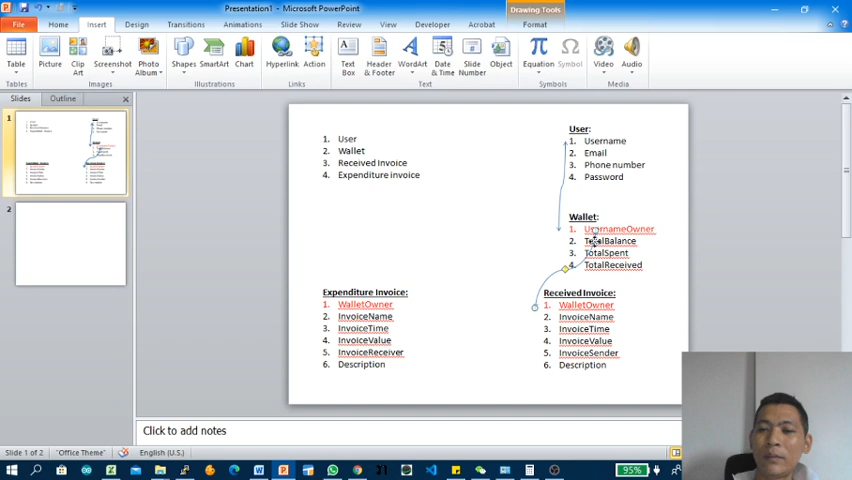 Presentation1 - Microsoft PowerPoint
Drawing Tools
File Home Insert Design Transitions Animations Slide Show Review View Developer Acrobat Format
Table Picture Clip Art Screenshot Photo Album Shapes SmartArt Chart Hyperlink Action Text Box Header & Footer WordArt Date & Time Slide Number Object Equation Symbol Video Audio
Tables Images Illustrations Links Text Symbols Media
Slides Outline
1
2
1. User
2. Wallet
3. Received Invoice
4. Expenditure invoice
User:
1. Username
2. Email
3. Phone number
4. Password
Wallet:
1. UsernameOwner
2. TotalBalance
3. TotalSpent
4. TotalReceived
Expenditure Invoice:
1. WalletOwner
2. InvoiceName
3. InvoiceTime
4. InvoiceValue
5. InvoiceReceiver
6. Description
Received Invoice:
1. WalletOwner
2. InvoiceName
3. InvoiceTime
4. InvoiceValue
5. InvoiceSender
6. Description
Click to add notes
Slide 1 of 2 "Office Theme" English (U.S.)
95%